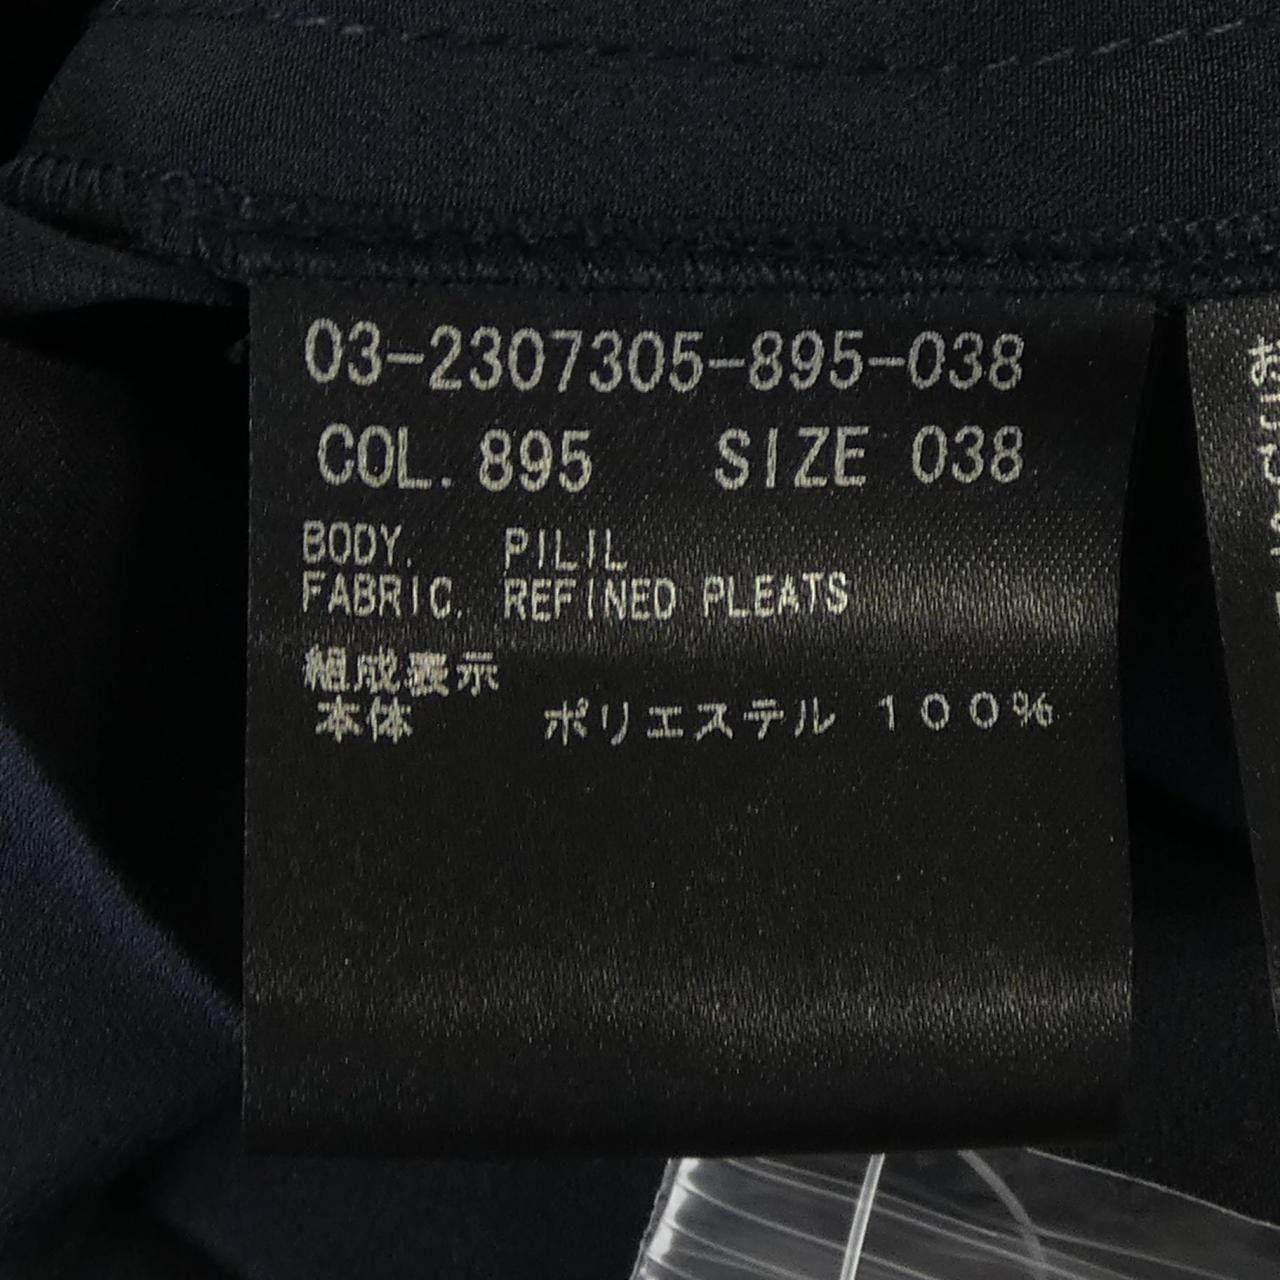 03-2307305-895-038
COL. 895 SIZE 038
BODY. PILIL
FABRIC. REFINED PLEATS
組成表示
本体 ポリエステル 100%